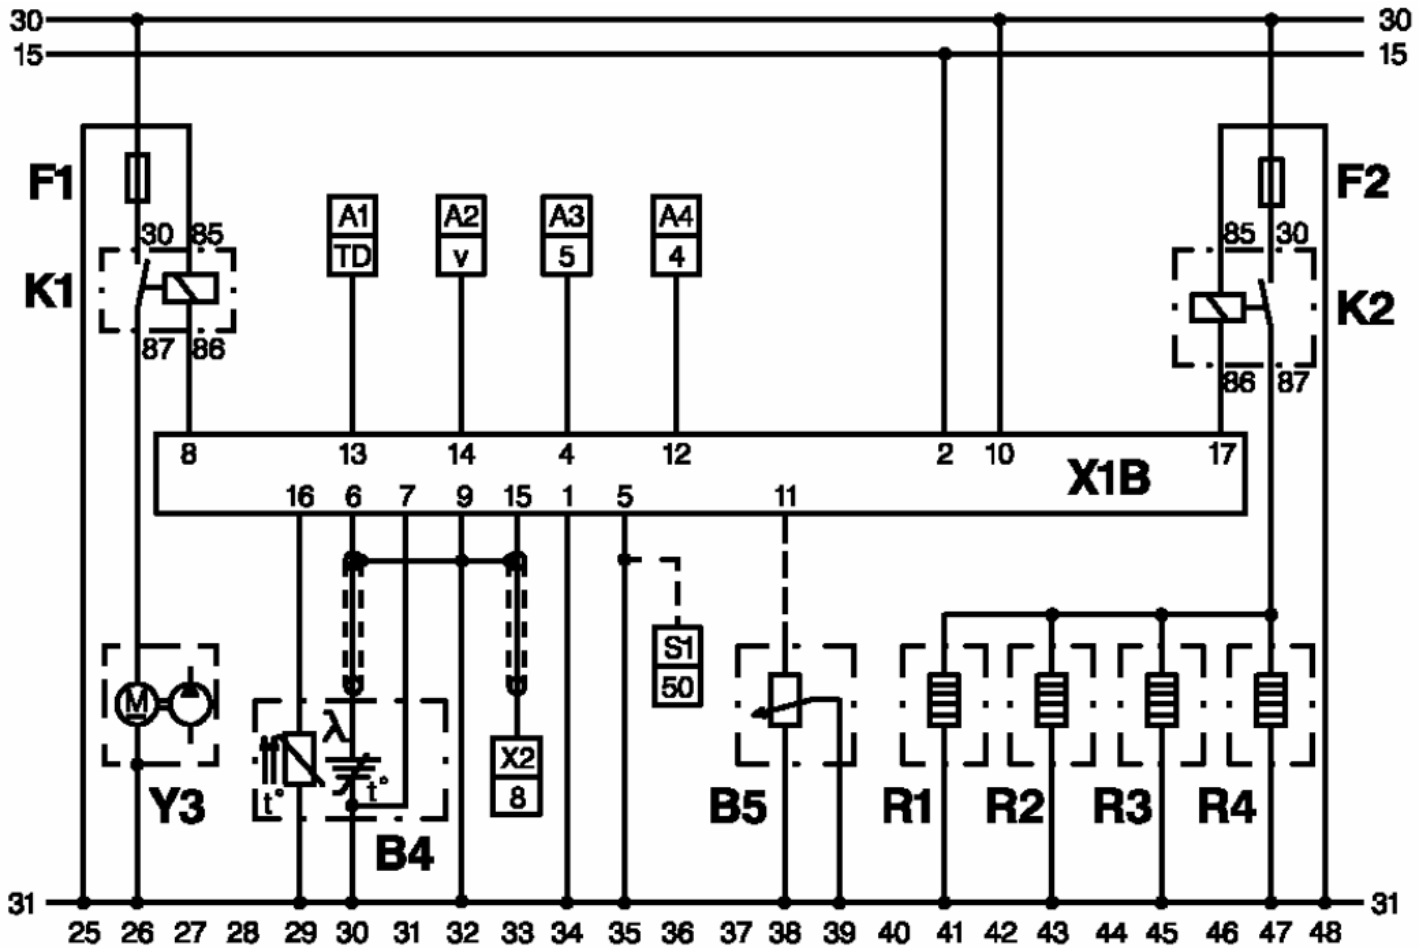 30 30
15 15
F1 F2
A1 A2 A3 A4
TD v 5 4
30 85 85 30
K1 K2
87 86 86 87
8 13 14 4 12 2 10 17
X1B
16 6 7 9 15 1 5 11
S1
50
M
λ
X2
t° t°
8
Y3 B5 R1 R2 R3 R4
B4
31 31
25 26 27 28 29 30 31 32 33 34 35 36 37 38 39 40 41 42 43 44 45 46 47 48